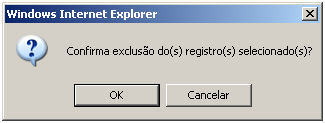 Windows Internet Explorer
Confirma exclusão do(s) registro(s) selecionado(s)?
OK
Cancelar